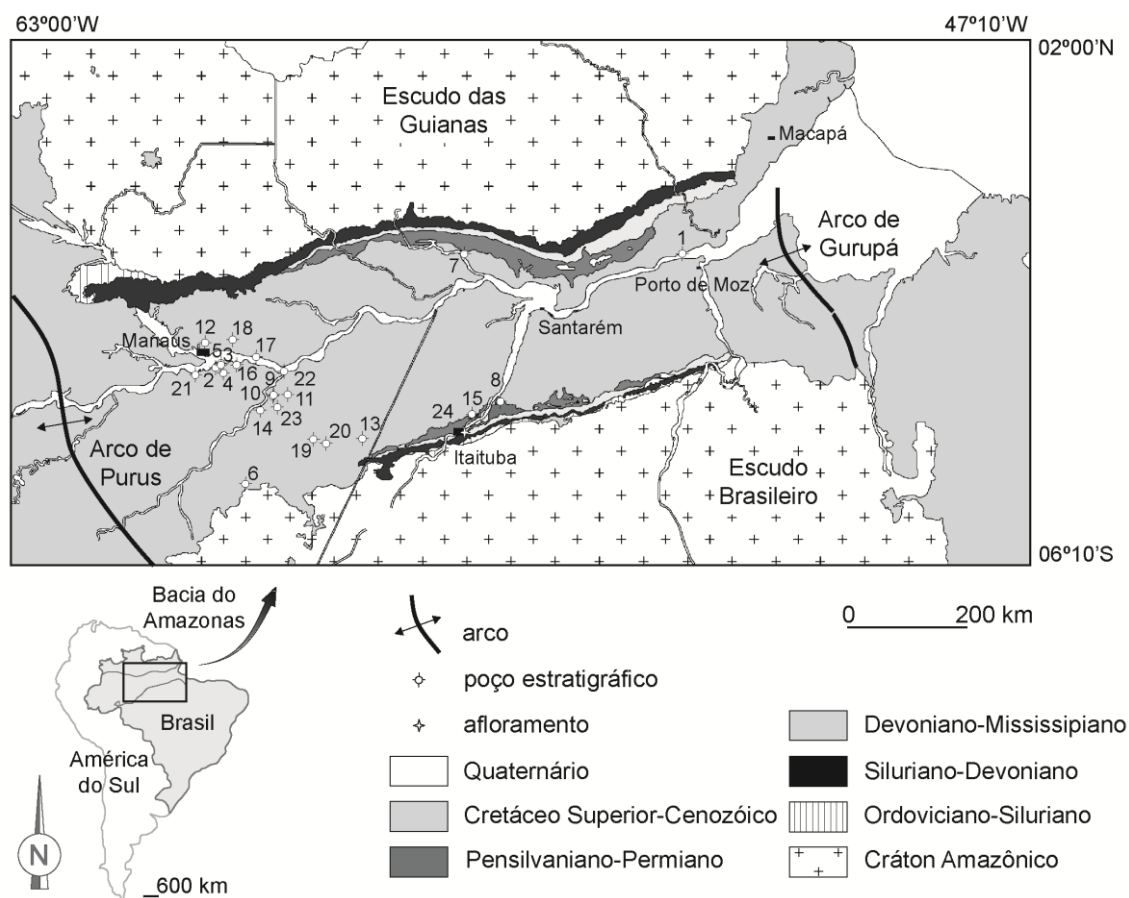 63º00’W
47º10’W
02º00’N
Escudo das
Guianas
Macapá
Arco de
Gurupá
1
7
Porto de Moz
Santarém
Manaus
12
18
5
3
17
21
2
4
16
9
22
10
11
14
23
8
15
24
13
19
20
Itaituba
6
Arco de
Purus
Escudo
Brasileiro
06º10’S
Bacia do
Amazonas
0
200 km
arco
poço estratigráfico
afloramento
Quaternário
Cretáceo Superior-Cenozóico
Pensilvaniano-Permiano
Devoniano-Mississipiano
Siluriano-Devoniano
Ordoviciano-Siluriano
Cráton Amazônico
Brasil
América
do Sul
N
600 km